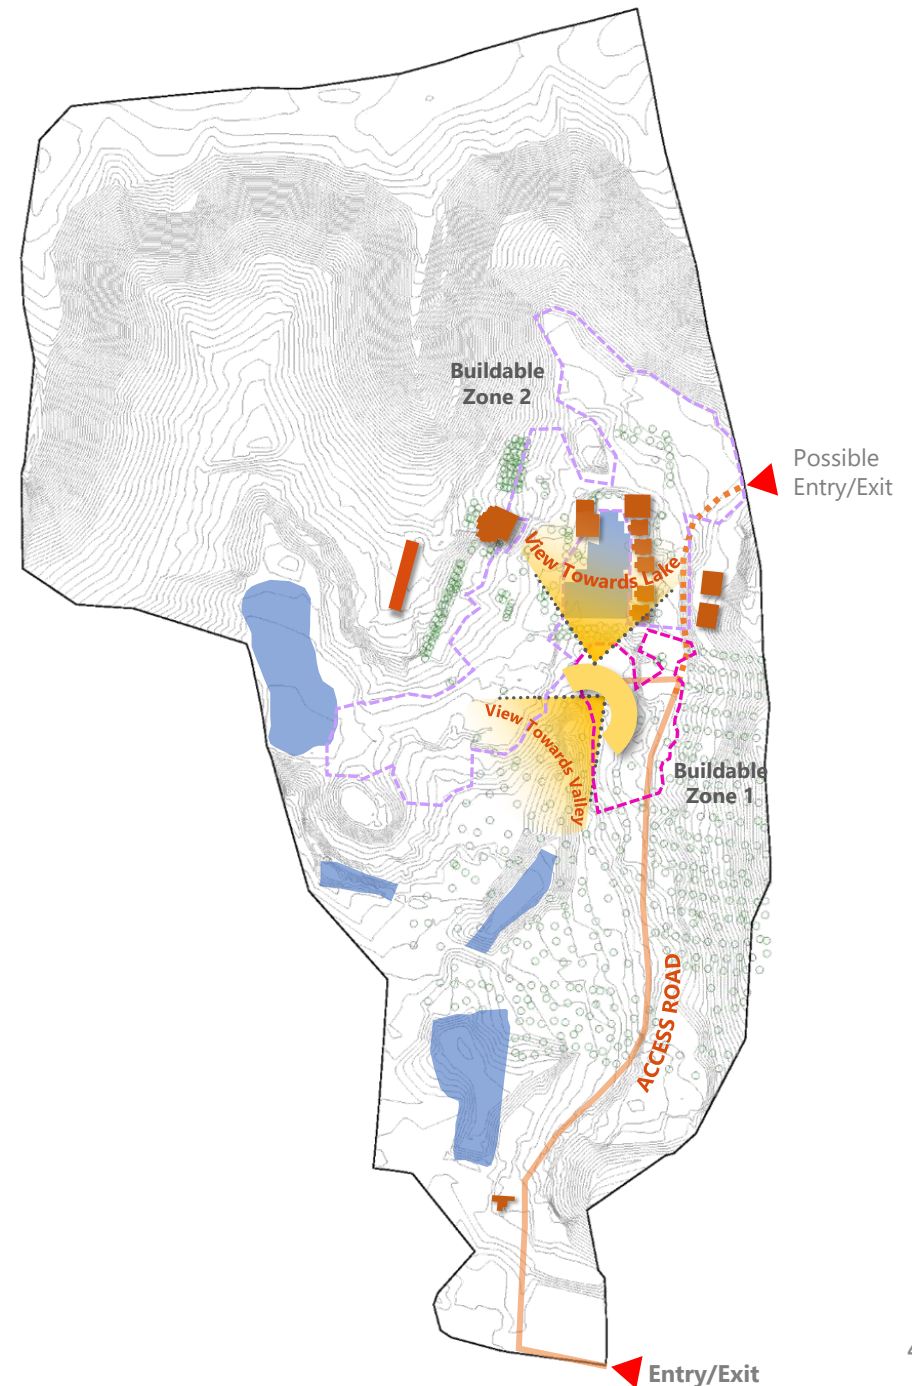 Buildable
Zone 2
Possible
Entry/Exit
View Towards Lake
View Towards Valley
Buildable
Zone 1
ACCESS ROAD
Entry/Exit